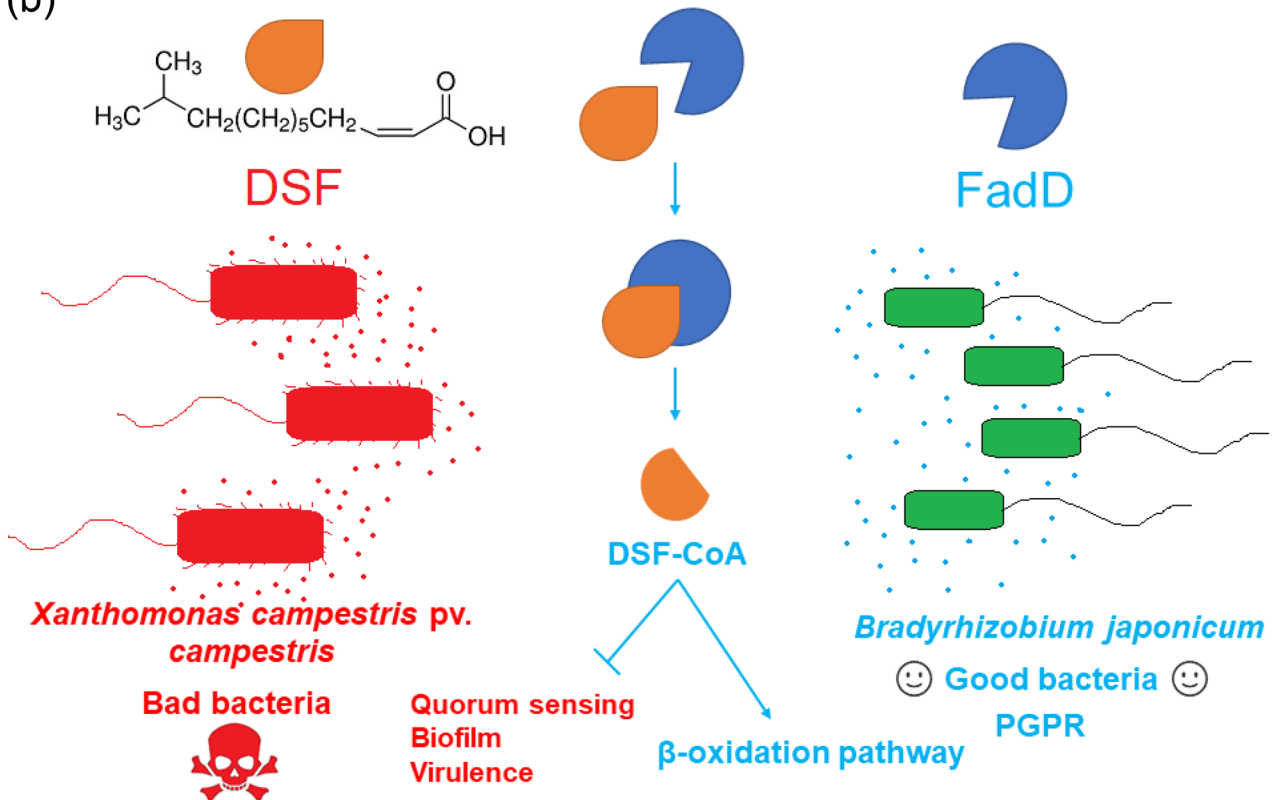 (b)
CH₃
H₃C
CH₂(CH₂)₅CH₂
O
OH
DSF
FadD
DSF-CoA
Xanthomonas campestris pv.
campestris
Bad bacteria
Quorum sensing
Biofilm
Virulence
β-oxidation pathway
Bradyrhizobium japonicum
Good bacteria
PGPR